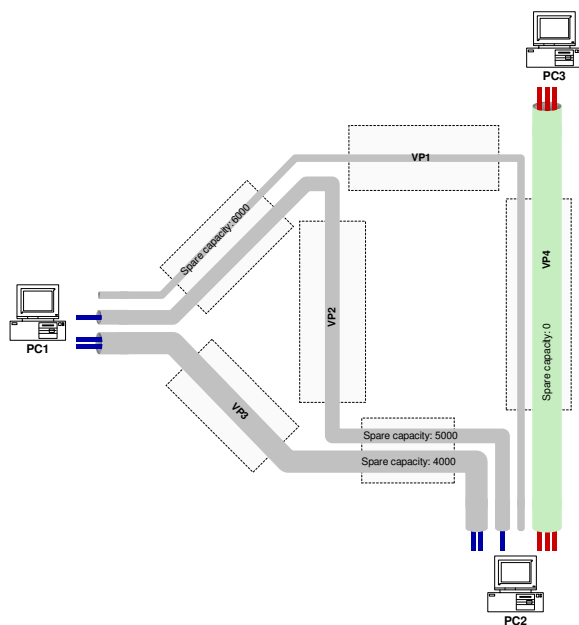 PC3
VP1
Spare capacity: 6000
VP4
VP2
PC1
Spare capacity: 0
VP3
Spare capacity: 5000
Spare capacity: 4000
PC2